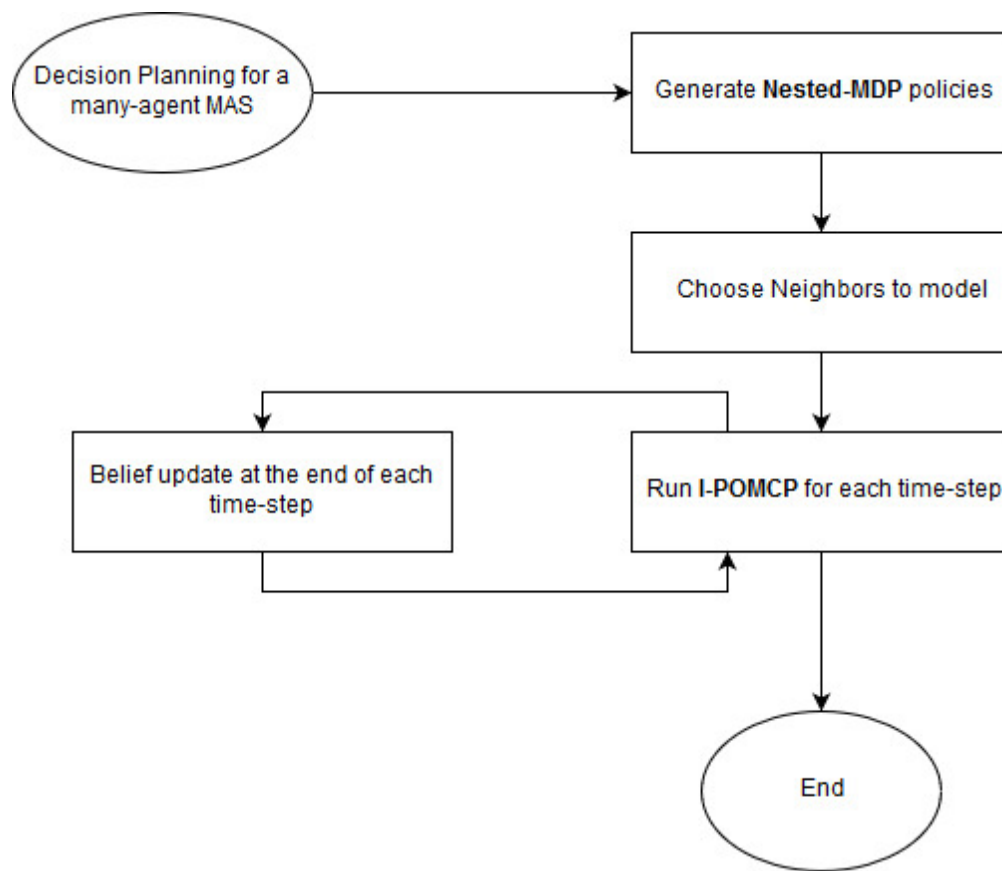 Decision Planning for a
many-agent MAS
Generate Nested-MDP policies
Choose Neighbors to model
Belief update at the end of each
time-step
Run I-POMCP for each time-step
End